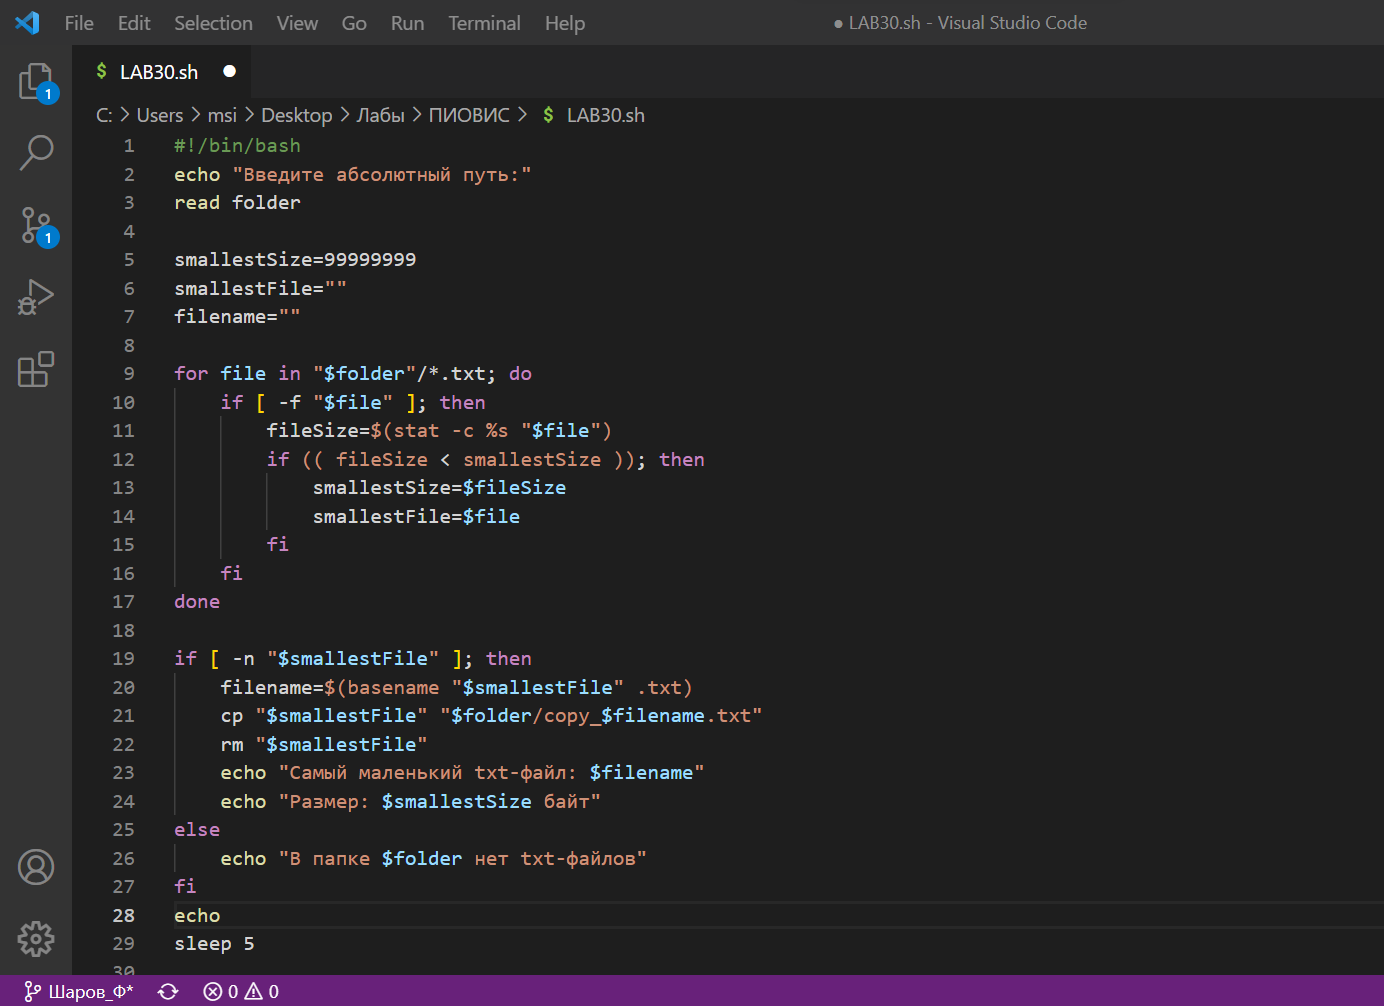 File Edit Selection View Go Run Terminal Help ● LAB30.sh - Visual Studio Code
$ LAB30.sh ●
C: > Users > msi > Desktop > Лабы > ПИОВИС > $ LAB30.sh
1 #!/bin/bash
2 echo "Введите абсолютный путь:"
3 read folder
4
5 smallestSize=99999999
6 smallestFile=""
7 filename=""
8
9 for file in "$folder"/*.txt; do
10     if [ -f "$file" ]; then
11         fileSize=$(stat -c %s "$file")
12         if (( fileSize < smallestSize )); then
13             smallestSize=$fileSize
14             smallestFile=$file
15         fi
16     fi
17 done
18
19 if [ -n "$smallestFile" ]; then
20     filename=$(basename "$smallestFile" .txt)
21     cp "$smallestFile" "$folder/copy_$filename.txt"
22     rm "$smallestFile"
23     echo "Самый маленький txt-файл: $filename"
24     echo "Размер: $smallestSize байт"
25 else
26     echo "В папке $folder нет txt-файлов"
27 fi
28 echo
29 sleep 5
30
1
1
Шаров_Ф* 0 0